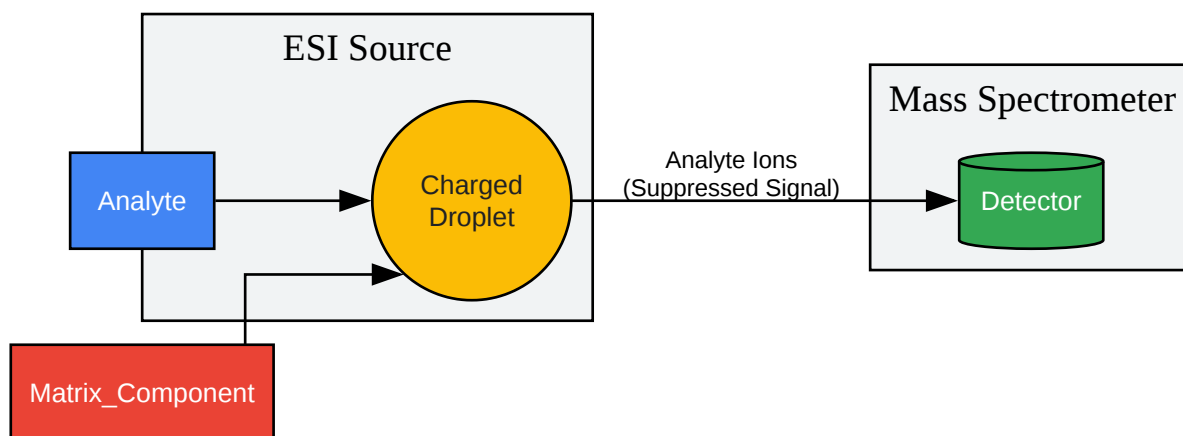 ESI Source
Mass Spectrometer
Analyte
Charged
Droplet
Analyte Ions
(Suppressed Signal)
Detector
Matrix_Component